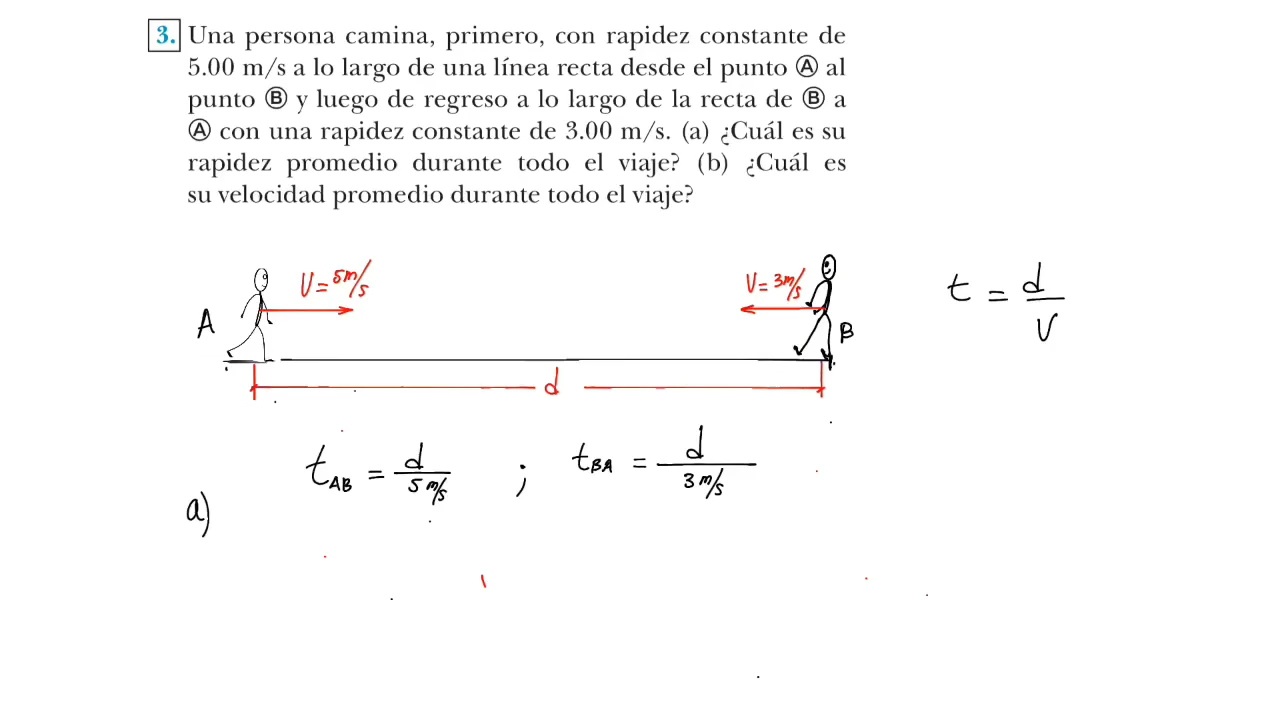 3. Una persona camina, primero, con rapidez constante de
5.00 m/s a lo largo de una línea recta desde el punto Ⓐ al
punto Ⓑ y luego de regreso a lo largo de la recta de Ⓑ a
Ⓐ con una rapidez constante de 3.00 m/s. (a) ¿Cuál es su
rapidez promedio durante todo el viaje? (b) ¿Cuál es
su velocidad promedio durante todo el viaje?
V = 5m/s
V = 3m/s
t = d/V
A
B
d
t_AB = d/5m/s ; t_BA = d/3m/s
a)